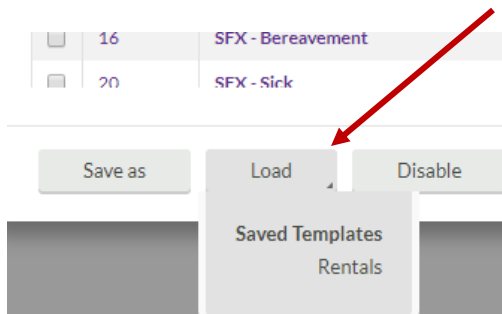 16 SFX - Bereavement
20 SFX - Sick
Save as Load Disable
Saved Templates
Rentals